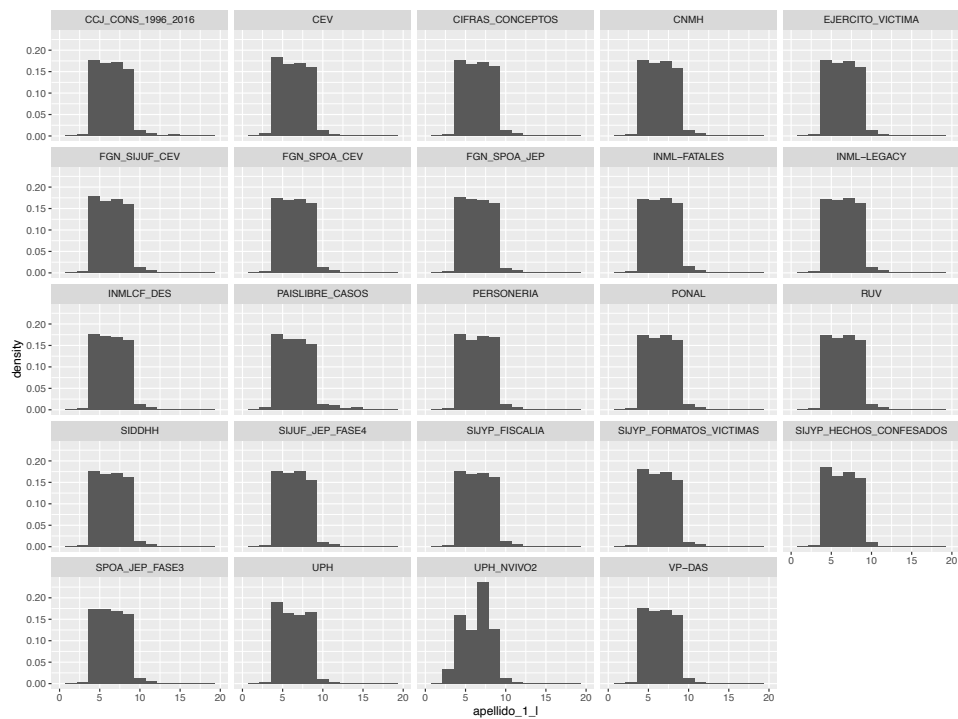 CCJ_CONS_1996_2016 CEV CIFRAS_CONCEPTOS CNMH EJERCITO_VICTIMA
0.20
0.15
0.10
0.05
0.00
FGN_SIJUF_CEV FGN_SPOA_CEV FGN_SPOA_JEP INML-FATALES INML-LEGACY
0.20
0.15
0.10
0.05
0.00
INMLCF_DES PAISLIBRE_CASOS PERSONERIA PONAL RUV
density
0.20
0.15
0.10
0.05
0.00
SIDDHH SIJUF_JEP_FASE4 SIJYP_FISCALIA SIJYP_FORMATOS_VICTIMAS SIJYP_HECHOS_CONFESADOS
0.20
0.15
0.10
0.05
0.00
0 5 10 15 20
SPOA_JEP_FASE3 UPH UPH_NVIVO2 VP-DAS
0.20
0.15
0.10
0.05
0.00
0 5 10 15 20 0 5 10 15 20 0 5 10 15 20 0 5 10 15 20
apellido_1_l